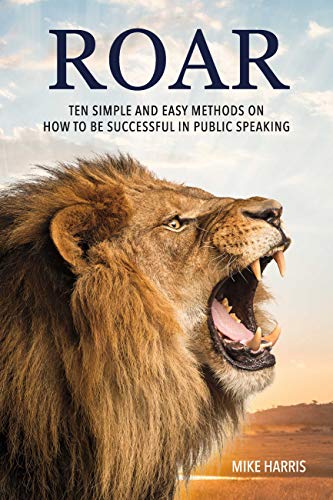 ROAR
TEN SIMPLE AND EASY METHODS ON
HOW TO BE SUCCESSFUL IN PUBLIC SPEAKING
MIKE HARRIS